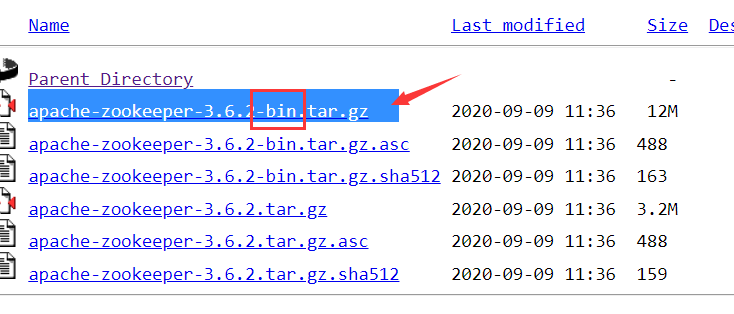 Name Last modified Size Des
Parent Directory -
apache-zookeeper-3.6.2-bin.tar.gz 2020-09-09 11:36 12M
apache-zookeeper-3.6.2-bin.tar.gz.asc 2020-09-09 11:36 488
apache-zookeeper-3.6.2-bin.tar.gz.sha512 2020-09-09 11:36 163
apache-zookeeper-3.6.2.tar.gz 2020-09-09 11:36 3.2M
apache-zookeeper-3.6.2.tar.gz.asc 2020-09-09 11:36 488
apache-zookeeper-3.6.2.tar.gz.sha512 2020-09-09 11:36 159